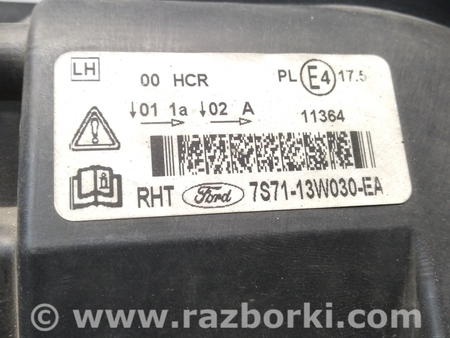 LH 00 HCR PL E4 17.5
↓01 1a ↓02 A 11364
RHT Ford 7S71-13W030-EA
© www.razborki.com